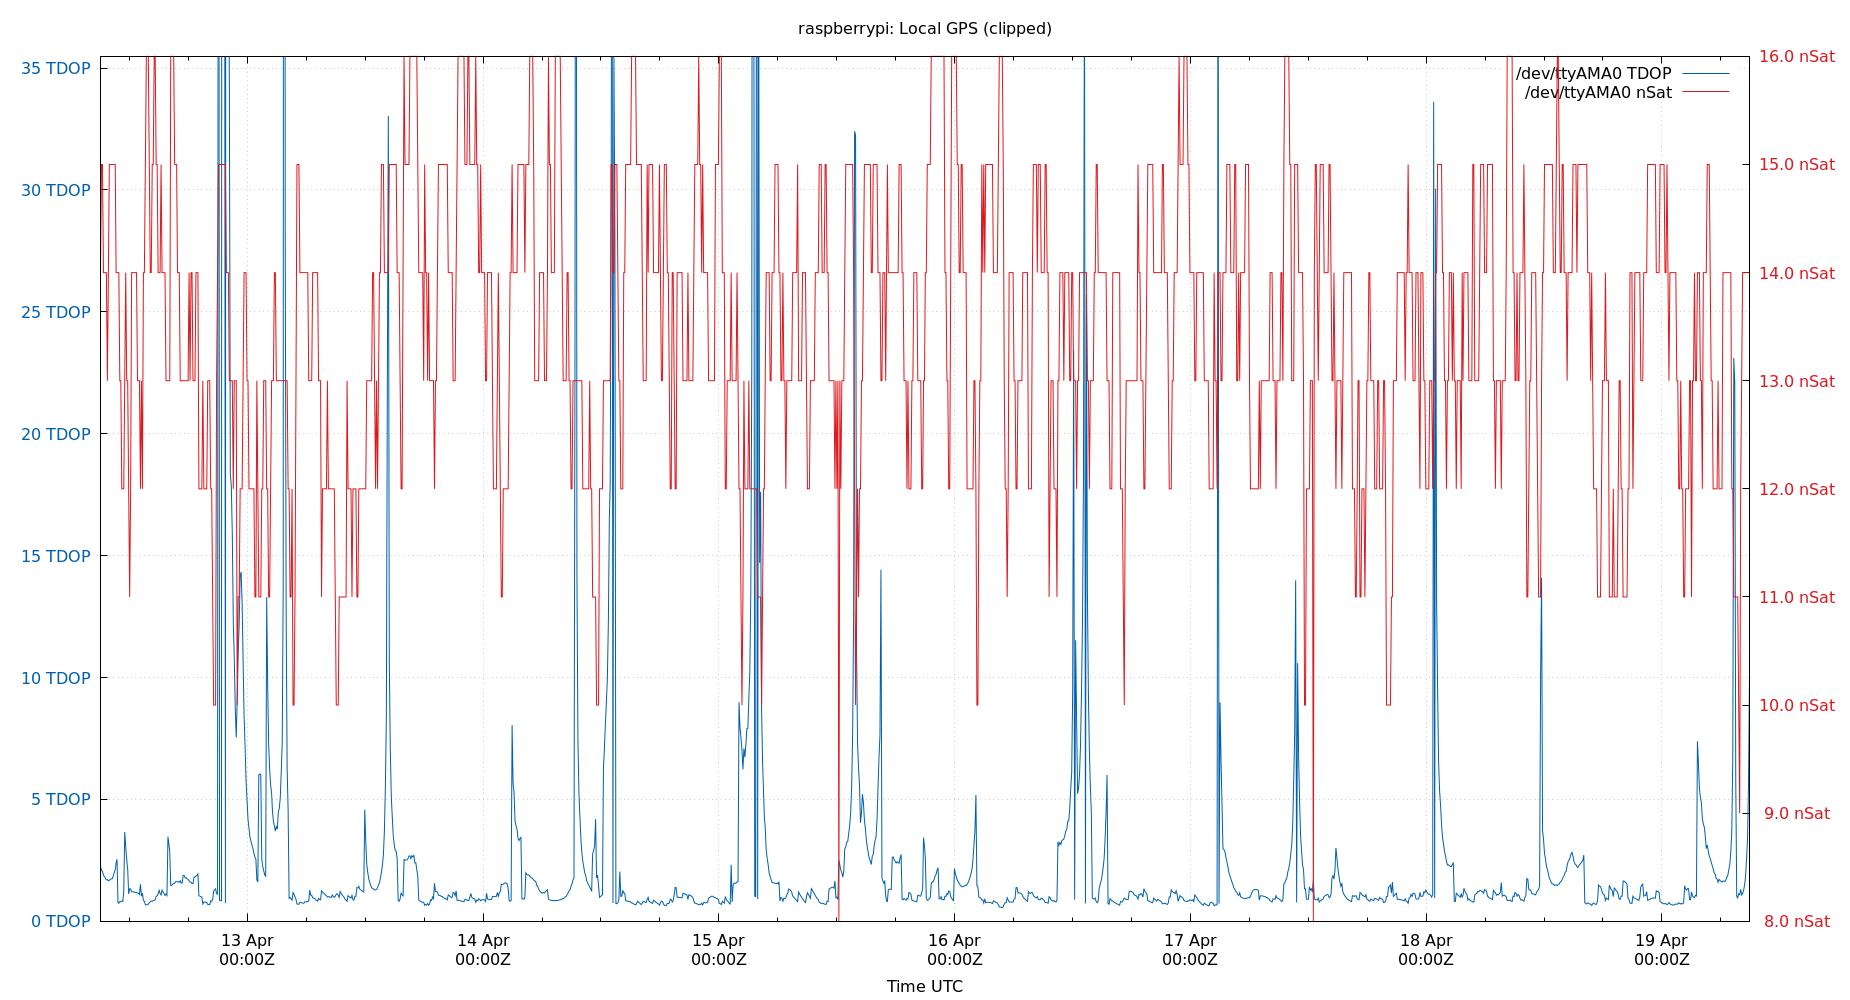 raspberrypi: Local GPS (clipped)
35 TDOP
30 TDOP
25 TDOP
20 TDOP
15 TDOP
10 TDOP
5 TDOP
0 TDOP
16.0 nSat
15.0 nSat
14.0 nSat
13.0 nSat
12.0 nSat
11.0 nSat
10.0 nSat
9.0 nSat
8.0 nSat
/dev/ttyAMA0 TDOP
/dev/ttyAMA0 nSat
13 Apr
00:00Z
14 Apr
00:00Z
15 Apr
00:00Z
16 Apr
00:00Z
17 Apr
00:00Z
18 Apr
00:00Z
19 Apr
00:00Z
Time UTC